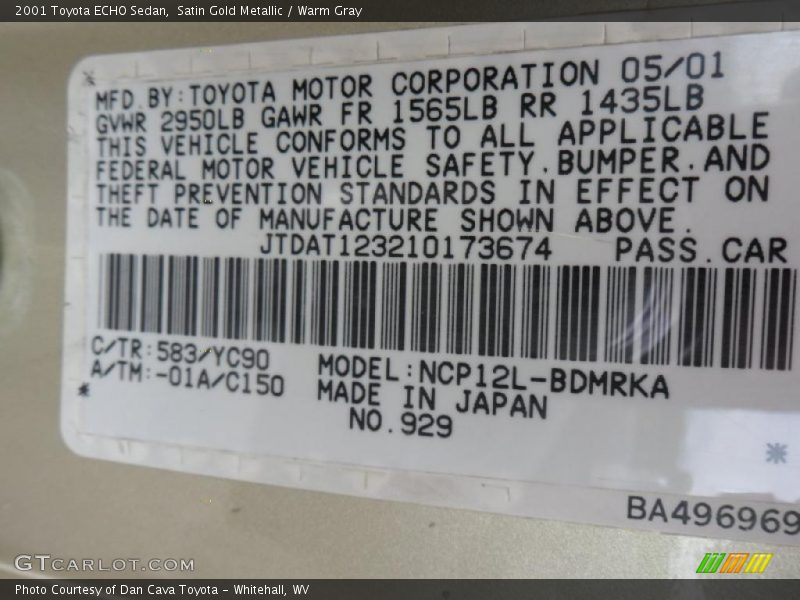 2001 Toyota ECHO Sedan, Satin Gold Metallic / Warm Gray
MFD.BY:TOYOTA MOTOR CORPORATION 05/01
GVWR 2950LB GAWR FR 1565LB RR 1435LB
THIS VEHICLE CONFORMS TO ALL APPLICABLE
FEDERAL MOTOR VEHICLE SAFETY.BUMPER.AND
THEFT PREVENTION STANDARDS IN EFFECT ON
THE DATE OF MANUFACTURE SHOWN ABOVE.
JTDAT123210173674 PASS.CAR
C/TR:583/YC90
A/TM:-01A/C150
MODEL:NCP12L-BDMRKA
MADE IN JAPAN
NO.929
BA496969
GTCARLOT.COM
Photo Courtesy of Dan Cava Toyota - Whitehall, WV